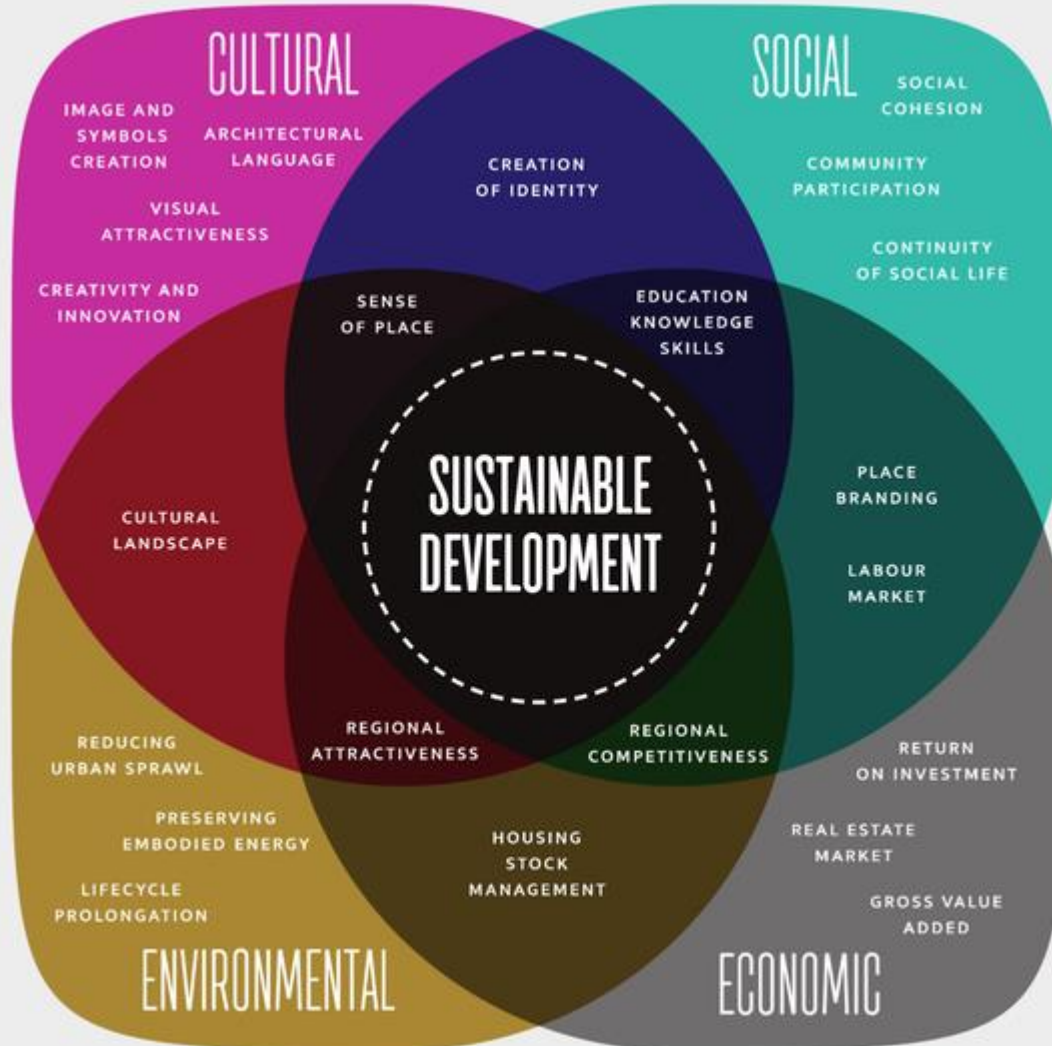 CULTURAL
IMAGE AND
SYMBOLS
CREATION
ARCHITECTURAL
LANGUAGE
VISUAL
ATTRACTIVENESS
CREATIVITY AND
INNOVATION
CREATION
OF IDENTITY
SOCIAL
SOCIAL
COHESION
COMMUNITY
PARTICIPATION
CONTINUITY
OF SOCIAL LIFE
SENSE
OF PLACE
EDUCATION
KNOWLEDGE
SKILLS
CULTURAL
LANDSCAPE
SUSTAINABLE
DEVELOPMENT
PLACE
BRANDING
LABOUR
MARKET
REGIONAL
ATTRACTIVENESS
REGIONAL
COMPETITIVENESS
REDUCING
URBAN SPRAWL
PRESERVING
EMBODIED ENERGY
LIFECYCLE
PROLONGATION
ENVIRONMENTAL
HOUSING
STOCK
MANAGEMENT
RETURN
ON INVESTMENT
REAL ESTATE
MARKET
GROSS VALUE
ADDED
ECONOMIC